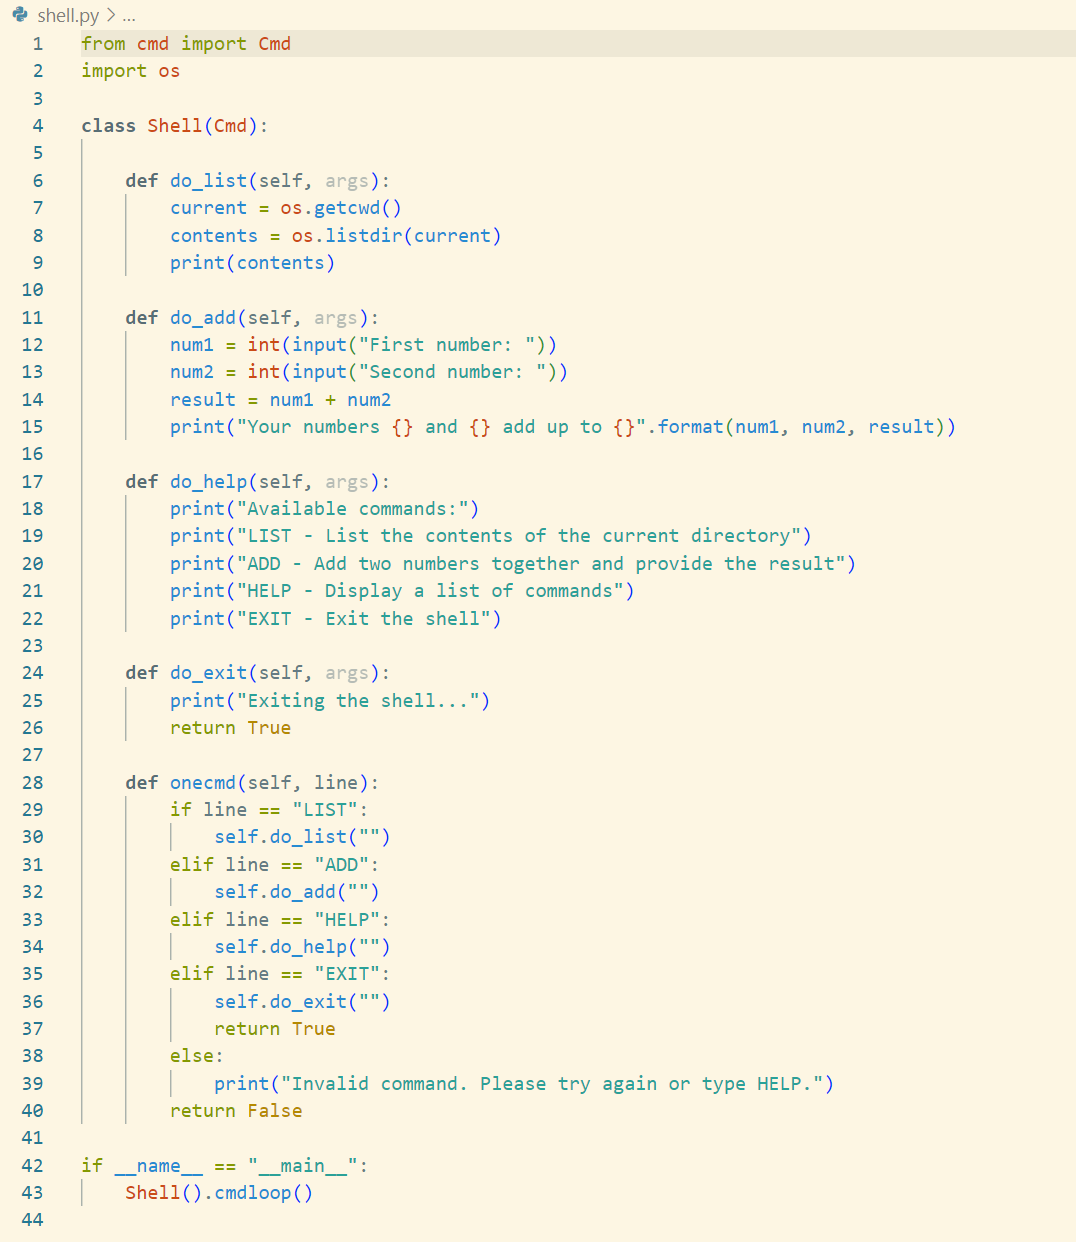 shell.py > ...
1 from cmd import Cmd
2 import os
3
4 class Shell(Cmd):
5
6     def do_list(self, args):
7         current = os.getcwd()
8         contents = os.listdir(current)
9         print(contents)
10
11     def do_add(self, args):
12         num1 = int(input("First number: "))
13         num2 = int(input("Second number: "))
14         result = num1 + num2
15         print("Your numbers {} and {} add up to {}".format(num1, num2, result))
16
17     def do_help(self, args):
18         print("Available commands:")
19         print("LIST - List the contents of the current directory")
20         print("ADD - Add two numbers together and provide the result")
21         print("HELP - Display a list of commands")
22         print("EXIT - Exit the shell")
23
24     def do_exit(self, args):
25         print("Exiting the shell...")
26         return True
27
28     def onecmd(self, line):
29         if line == "LIST":
30             self.do_list("")
31         elif line == "ADD":
32             self.do_add("")
33         elif line == "HELP":
34             self.do_help("")
35         elif line == "EXIT":
36             self.do_exit("")
37             return True
38         else:
39             print("Invalid command. Please try again or type HELP.")
40         return False
41
42 if __name__ == "__main__":
43     Shell().cmdloop()
44